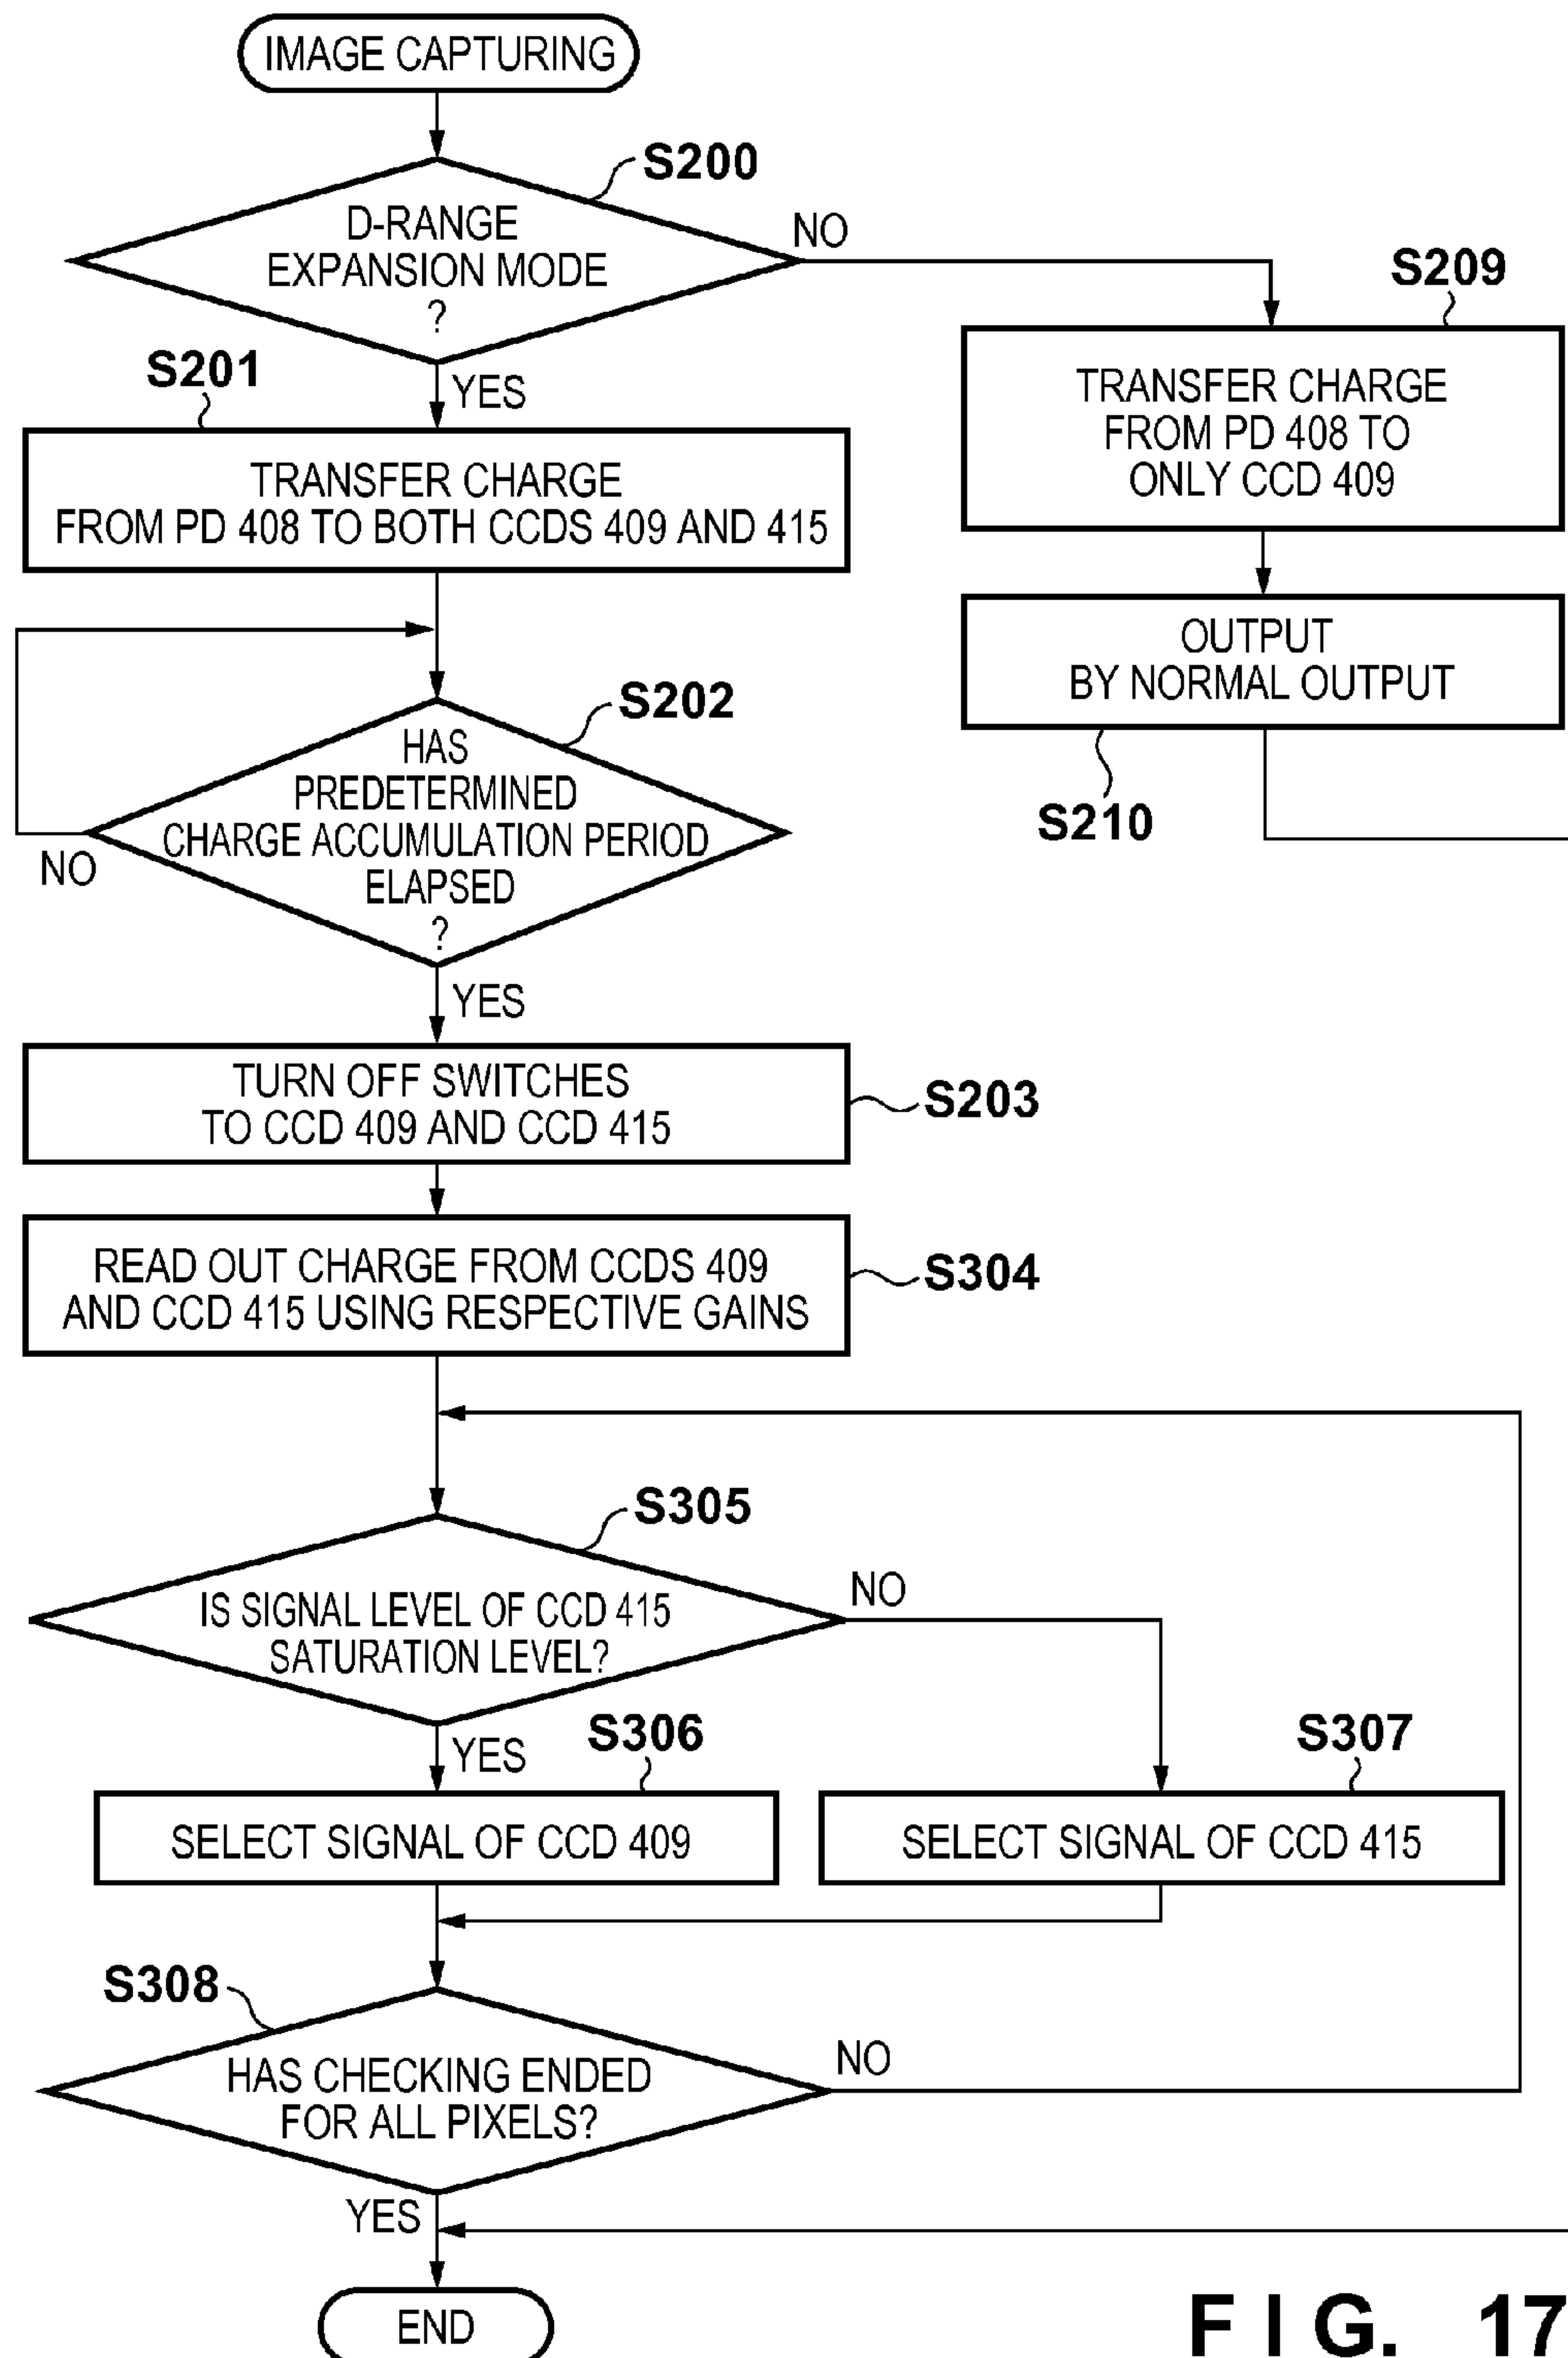 IMAGE CAPTURING
S200
D-RANGE
EXPANSION MODE
?
NO
YES
S209
TRANSFER CHARGE
FROM PD 408 TO
ONLY CCD 409
OUTPUT
BY NORMAL OUTPUT
S210
S201
TRANSFER CHARGE
FROM PD 408 TO BOTH CCDS 409 AND 415
S202
HAS
PREDETERMINED
CHARGE ACCUMULATION PERIOD
ELAPSED
?
NO
YES
TURN OFF SWITCHES
TO CCD 409 AND CCD 415
S203
READ OUT CHARGE FROM CCDS 409
AND CCD 415 USING RESPECTIVE GAINS
S304
S305
IS SIGNAL LEVEL OF CCD 415
SATURATION LEVEL?
NO
YES
S306
SELECT SIGNAL OF CCD 409
S307
SELECT SIGNAL OF CCD 415
S308
HAS CHECKING ENDED
FOR ALL PIXELS?
NO
YES
END
FIG. 17